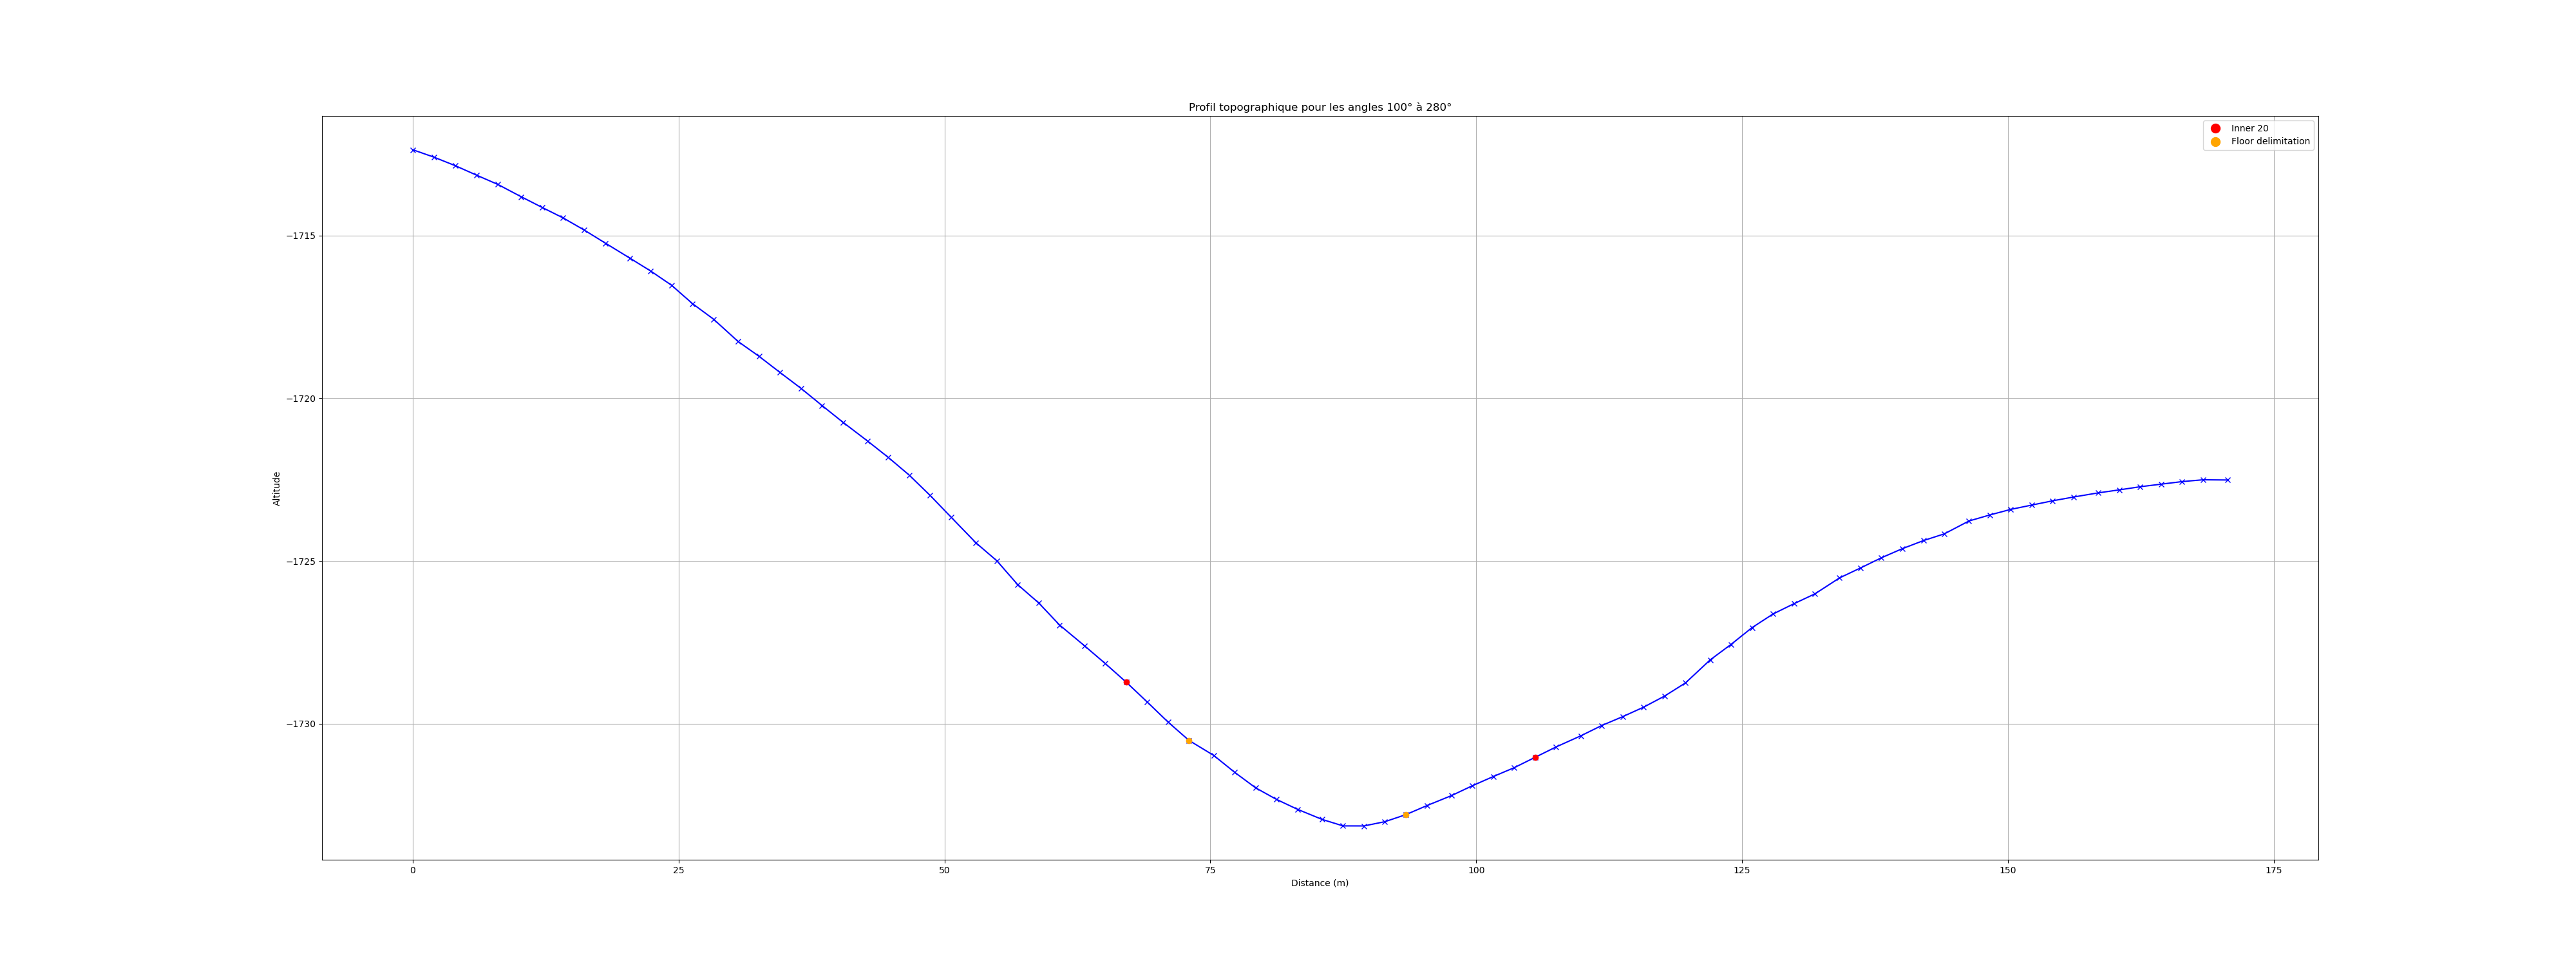 Profil topographique pour les angles 100° à 280°
Inner 20
Floor delimitation
−1715
−1720
−1725
−1730
Altitude
0 25 50 75 100 125 150 175
Distance (m)